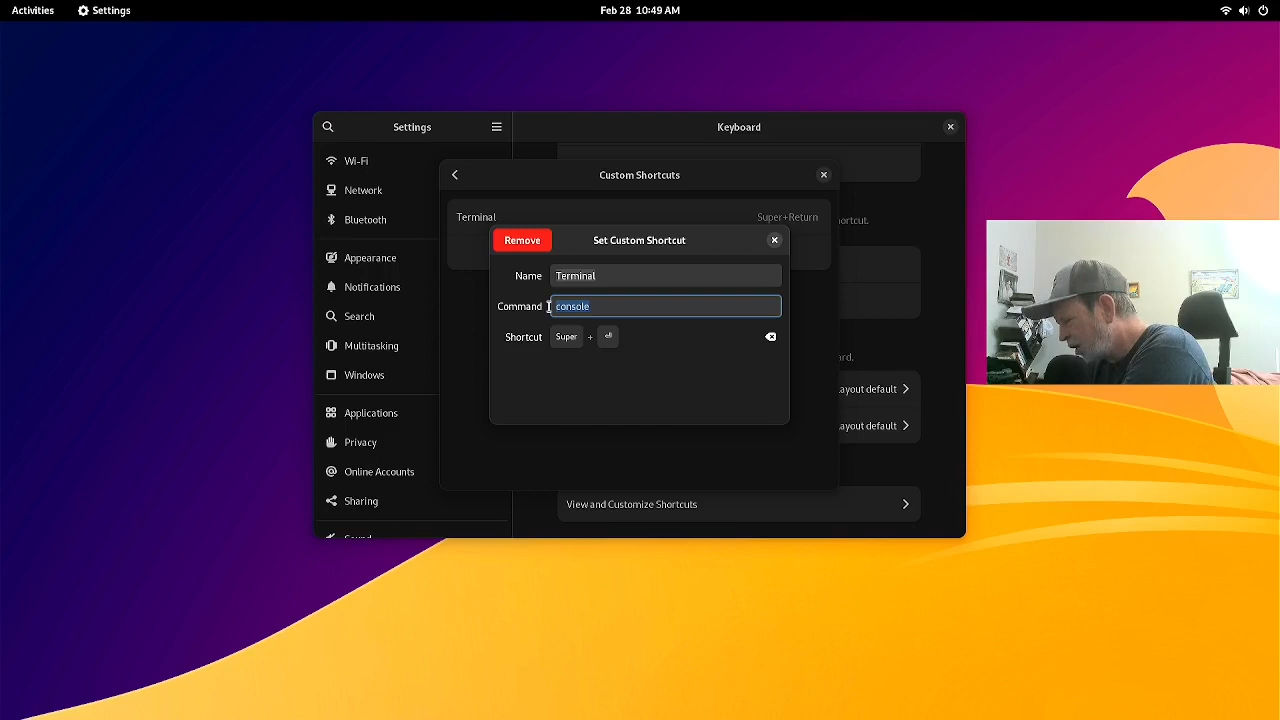 Activities
Settings
Feb 28 10:49 AM
Settings
Keyboard
Wi-Fi
Network
Bluetooth
Appearance
Notifications
Search
Multitasking
Windows
Applications
Privacy
Online Accounts
Sharing
Custom Shortcuts
Terminal
Super+Return
Remove
Set Custom Shortcut
Name
Terminal
Command
console
Shortcut
Super
+
ortcut.
ard.
ayout default
ayout default
View and Customize Shortcuts